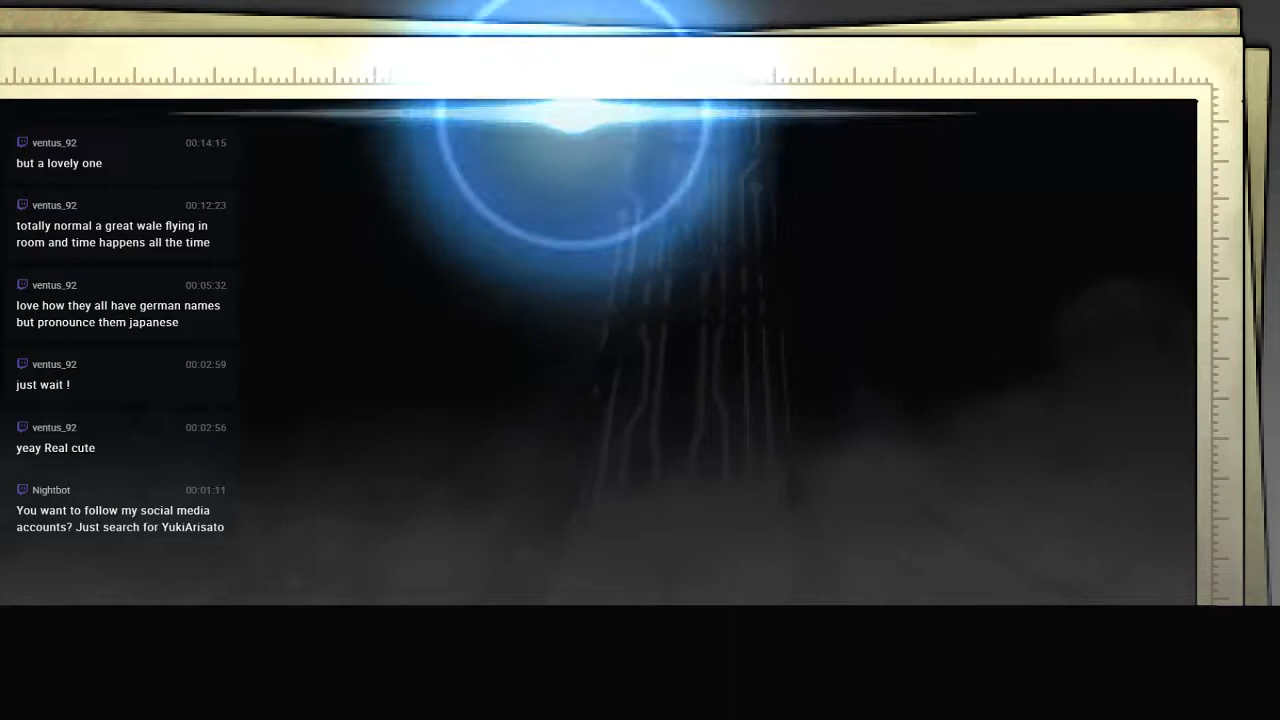 ventus_92 00:14:15
but a lovely one
ventus_92 00:12:23
totally normal a great wale flying in
room and time happens all the time
ventus_92 00:05:32
love how they all have german names
but pronounce them japanese
ventus_92 00:02:59
just wait !
ventus_92 00:02:56
yeay Real cute
Nightbot 00:01:11
You want to follow my social media
accounts? Just search for YukiArisato